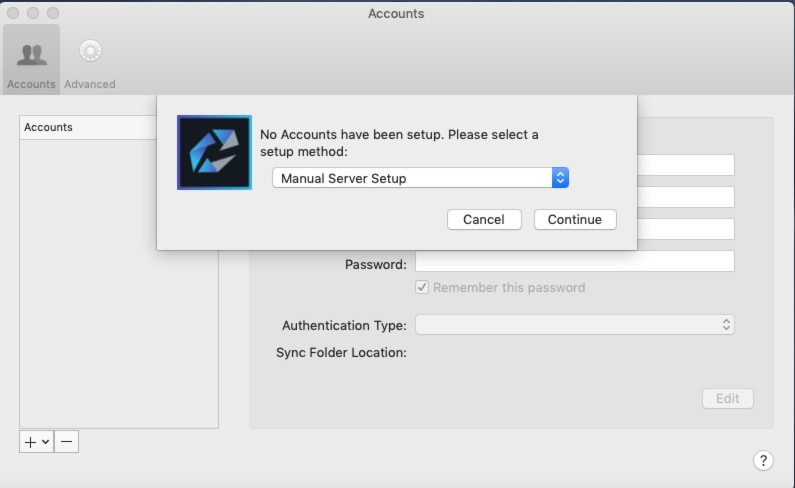 Accounts
Accounts Advanced
Accounts
No Accounts have been setup. Please select a
setup method:
Manual Server Setup
Cancel Continue
Password:
Remember this password
Authentication Type:
Sync Folder Location:
Edit
?